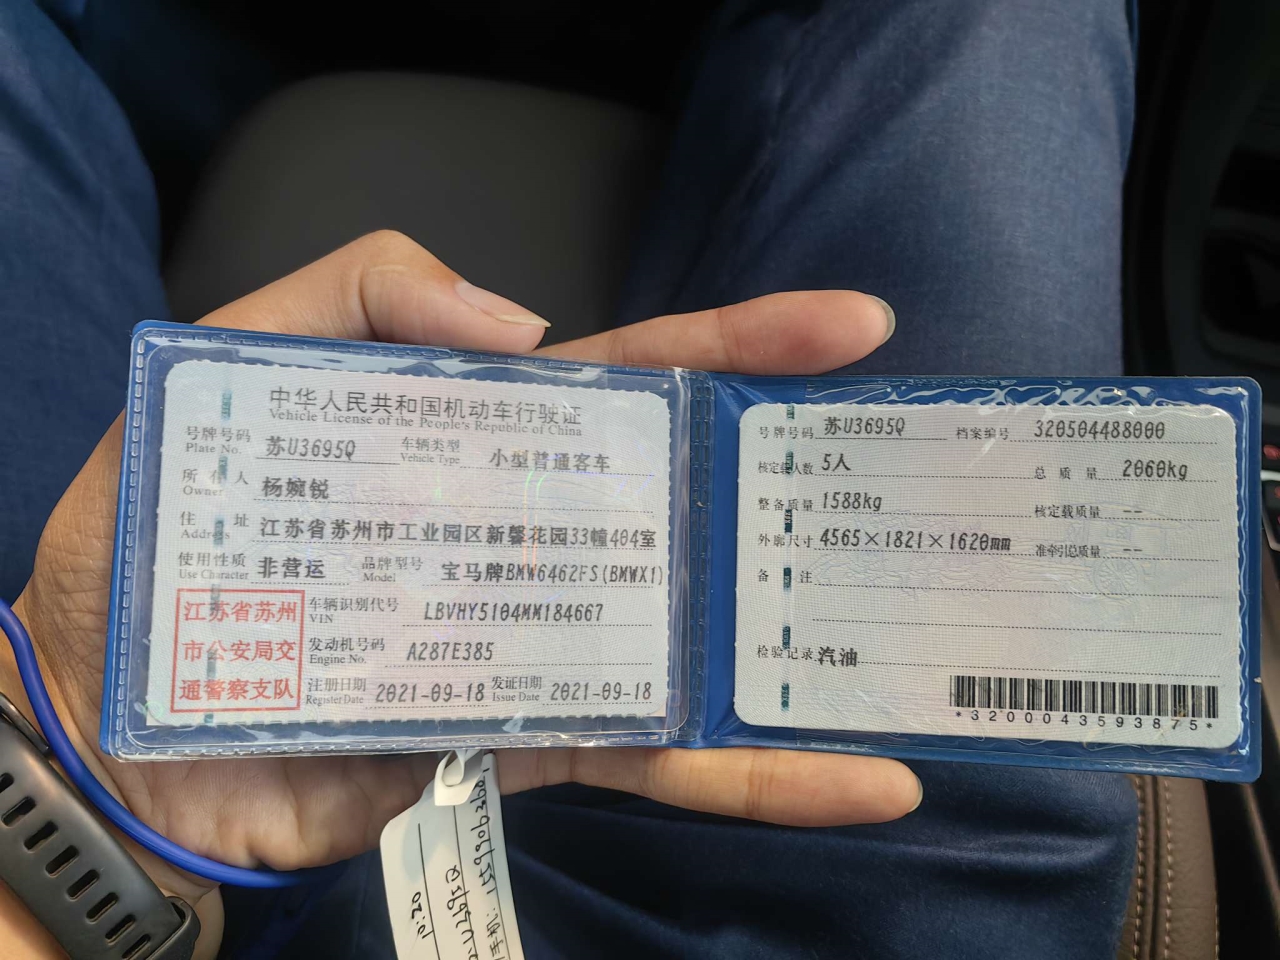 中华人民共和国机动车行驶证
Vehicle License of the People's Republic of China
号牌号码 苏U3695Q 车辆类型 小型普通客车
Plate No. Vehicle Type
所有人 杨婉锐
Owner
住址 江苏省苏州市工业园区新馨花园33幢404室
Address
使用性质 非营运 品牌型号 宝马牌BMW6462FS(BMWX1)
Use Character Model
江苏省苏州
市公安局交
通警察支队
车辆识别代号 LBVHY5104MM184667
VIN
发动机号码 A287E385
Engine No.
注册日期 2021-09-18 发证日期 2021-09-18
Register Date Issue Date
号牌号码 苏U3695Q 档案编号 320504488000
核定载人数 5人 总质量 2060kg
整备质量 1588kg 核定载质量 --
外廓尺寸 4565×1821×1620mm 准牵引总质量 --
备注
检验记录 汽油
*3200043593875*
10:20